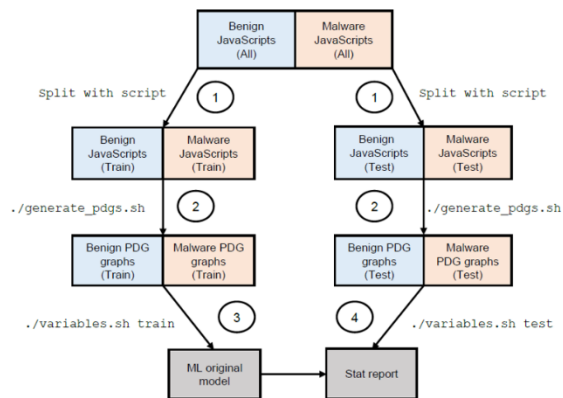 Benign
JavaScripts
(All)
Malware
JavaScripts
(All)
Split with script
1
1
Split with script
Benign
JavaScripts
(Train)
Malware
JavaScripts
(Train)
Benign
JavaScripts
(Test)
Malware
JavaScripts
(Test)
./generate_pdgs.sh
2
2
./generate_pdgs.sh
Benign PDG
graphs
(Train)
Malware PDG
graphs
(Train)
Benign PDG
graphs
(Test)
Malware
PDG graphs
(Test)
./variables.sh train
3
4
./variables.sh test
ML original
model
Stat report